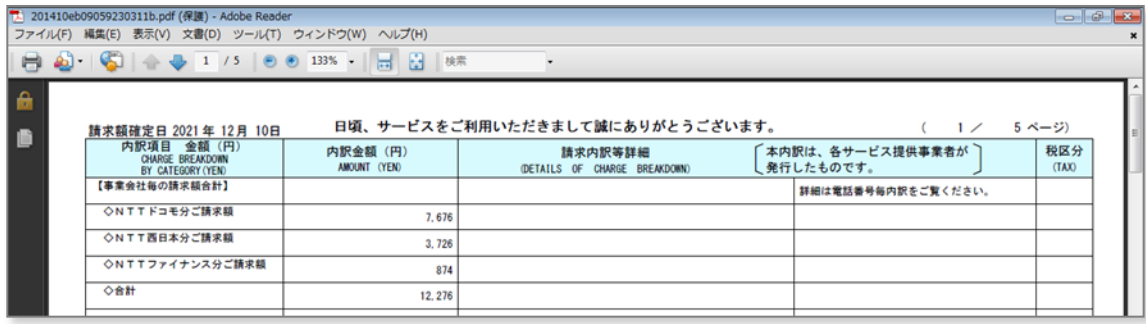 201410eb09059230311b.pdf (保護) - Adobe Reader
ファイル(F) 編集(E) 表示(V) 文書(D) ツール(T) ウィンドウ(W) ヘルプ(H)
1 / 5 133% 検索
請求額確定日 2021 年 12月 10日 日頃、サービスをご利用いただきまして誠にありがとうございます。 ( 1 / 5 ページ)
内訳項目 金額(円) 内訳金額(円) 請求内訳等詳細 本内訳は、各サービス提供事業者が 税区分
CHARGE BREAKDOWN AMOUNT (YEN) (DETAILS OF CHARGE BREAKDOWN) 発行したものです。 (TAX)
BY CATEGORY(YEN)
【事業会社毎の請求額合計】 詳細は電話番号毎内訳をご覧ください。
◇NTTドコモ分ご請求額 7,676
◇NTT西日本分ご請求額 3,726
◇NTTファイナンス分ご請求額 874
◇合計 12,276